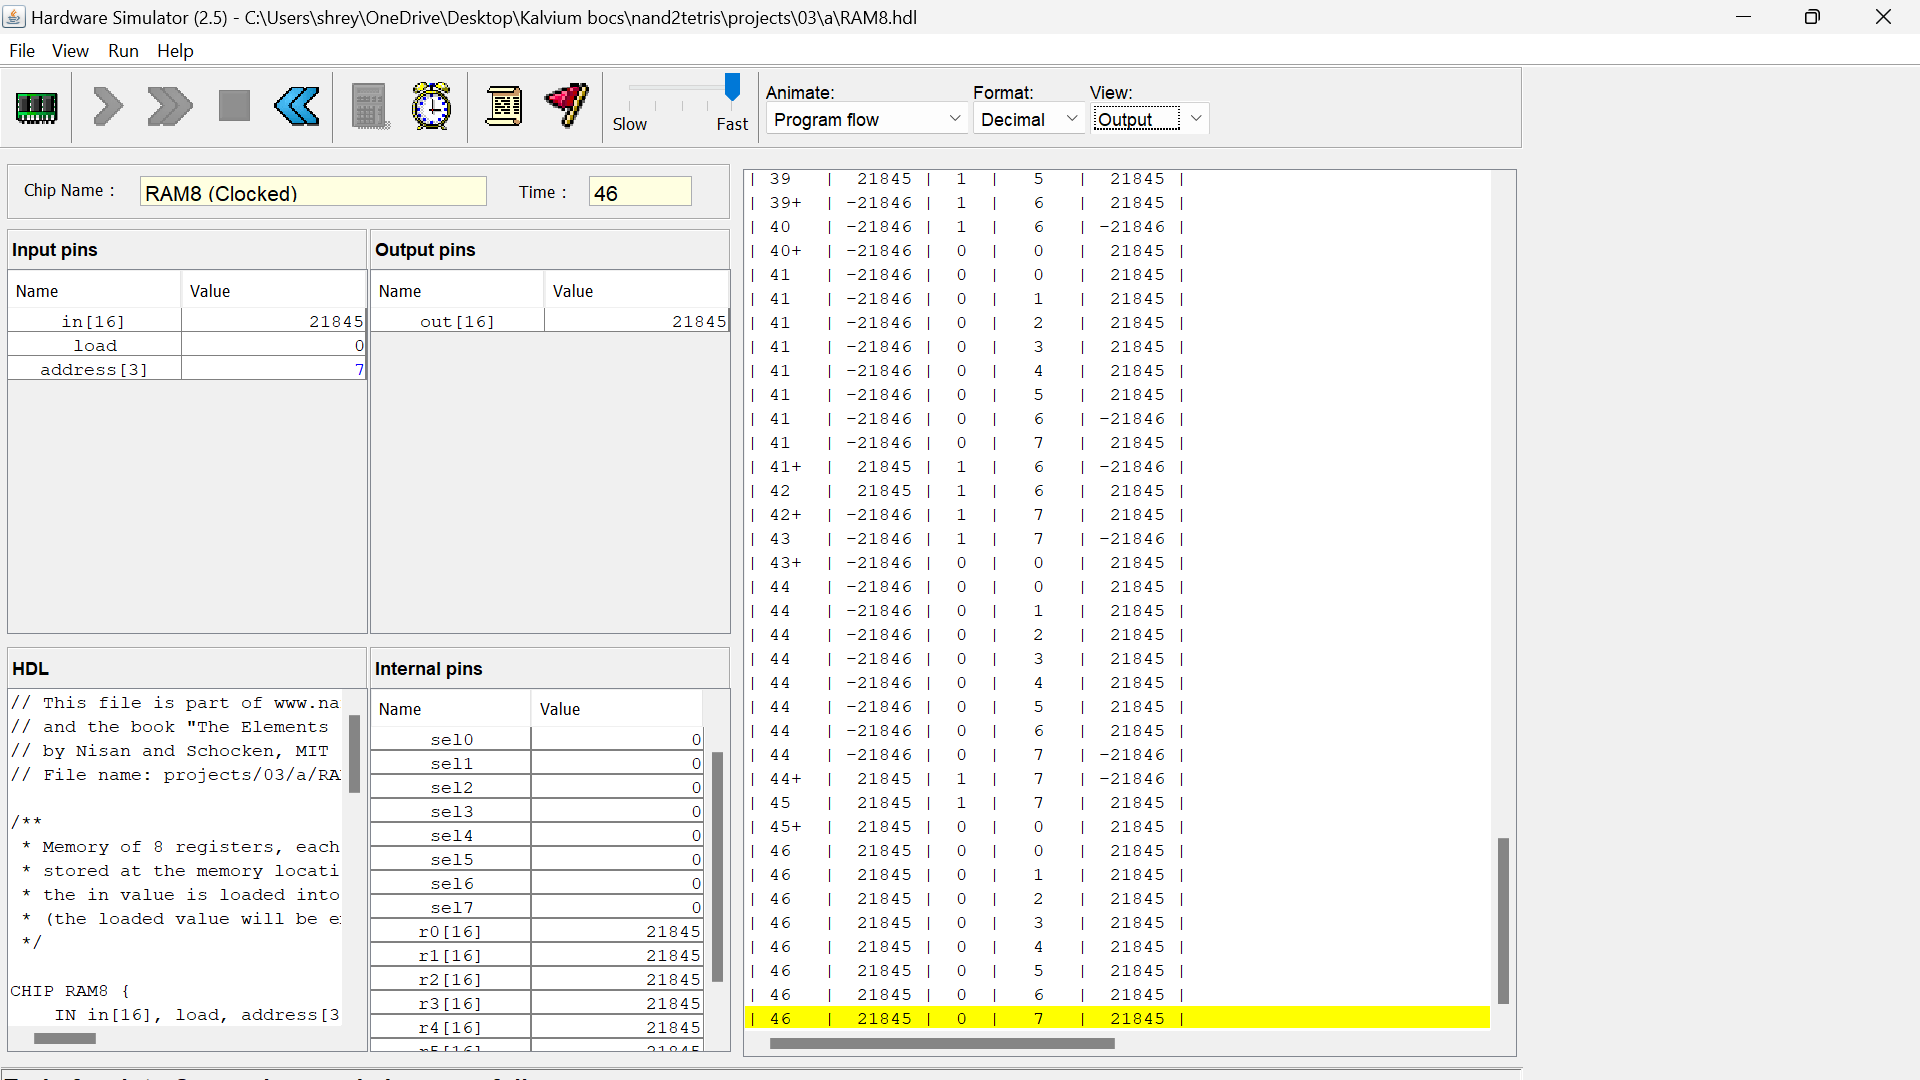 Hardware Simulator (2.5) - C:\Users\shrey\OneDrive\Desktop\Kalvium bocs\nand2tetris\projects\03\a\RAM8.hdl
File View Run Help
Slow Fast
Animate: Format: View:
Program flow Decimal Output
Chip Name : RAM8 (Clocked) Time : 46
Input pins
Name Value
in[16] 21845
load 0
address[3] 7
Output pins
Name Value
out[16] 21845
HDL
// This file is part of www.na
// and the book "The Elements
// by Nisan and Schocken, MIT
// File name: projects/03/a/RA
/**
* Memory of 8 registers, each
* stored at the memory locati
* the in value is loaded into
* (the loaded value will be e
*/
CHIP RAM8 {
IN in[16], load, address[3
Internal pins
Name Value
sel0 0
sel1 0
sel2 0
sel3 0
sel4 0
sel5 0
sel6 0
sel7 0
r0[16] 21845
r1[16] 21845
r2[16] 21845
r3[16] 21845
r4[16] 21845
| 39 | 21845 | 1 | 5 | 21845 |
| 39+ | -21846 | 1 | 6 | 21845 |
| 40 | -21846 | 1 | 6 | -21846 |
| 40+ | -21846 | 0 | 0 | 21845 |
| 41 | -21846 | 0 | 0 | 21845 |
| 41 | -21846 | 0 | 1 | 21845 |
| 41 | -21846 | 0 | 2 | 21845 |
| 41 | -21846 | 0 | 3 | 21845 |
| 41 | -21846 | 0 | 4 | 21845 |
| 41 | -21846 | 0 | 5 | 21845 |
| 41 | -21846 | 0 | 6 | -21846 |
| 41 | -21846 | 0 | 7 | 21845 |
| 41+ | 21845 | 1 | 6 | -21846 |
| 42 | 21845 | 1 | 6 | 21845 |
| 42+ | -21846 | 1 | 7 | 21845 |
| 43 | -21846 | 1 | 7 | -21846 |
| 43+ | -21846 | 0 | 0 | 21845 |
| 44 | -21846 | 0 | 0 | 21845 |
| 44 | -21846 | 0 | 1 | 21845 |
| 44 | -21846 | 0 | 2 | 21845 |
| 44 | -21846 | 0 | 3 | 21845 |
| 44 | -21846 | 0 | 4 | 21845 |
| 44 | -21846 | 0 | 5 | 21845 |
| 44 | -21846 | 0 | 6 | 21845 |
| 44 | -21846 | 0 | 7 | -21846 |
| 44+ | 21845 | 1 | 7 | -21846 |
| 45 | 21845 | 1 | 7 | 21845 |
| 45+ | 21845 | 0 | 0 | 21845 |
| 46 | 21845 | 0 | 0 | 21845 |
| 46 | 21845 | 0 | 1 | 21845 |
| 46 | 21845 | 0 | 2 | 21845 |
| 46 | 21845 | 0 | 3 | 21845 |
| 46 | 21845 | 0 | 4 | 21845 |
| 46 | 21845 | 0 | 5 | 21845 |
| 46 | 21845 | 0 | 6 | 21845 |
| 46 | 21845 | 0 | 7 | 21845 |